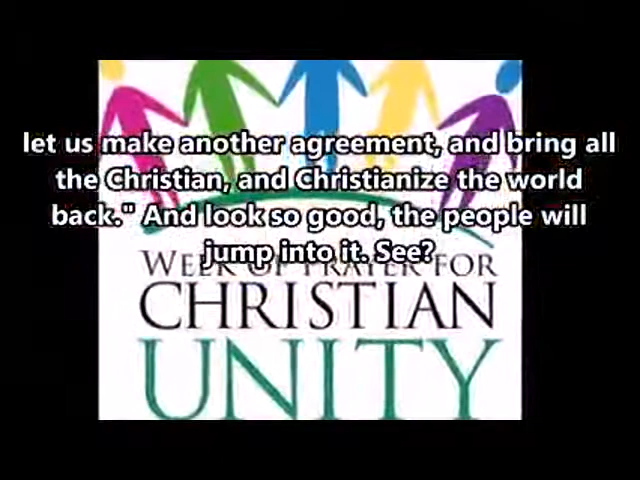 let us make another agreement, and bring all
the Christian, and Christianize the world
back." And look so good, the people will
jump into it. See?
WEEK OF PRAYER FOR
CHRISTIAN
UNITY